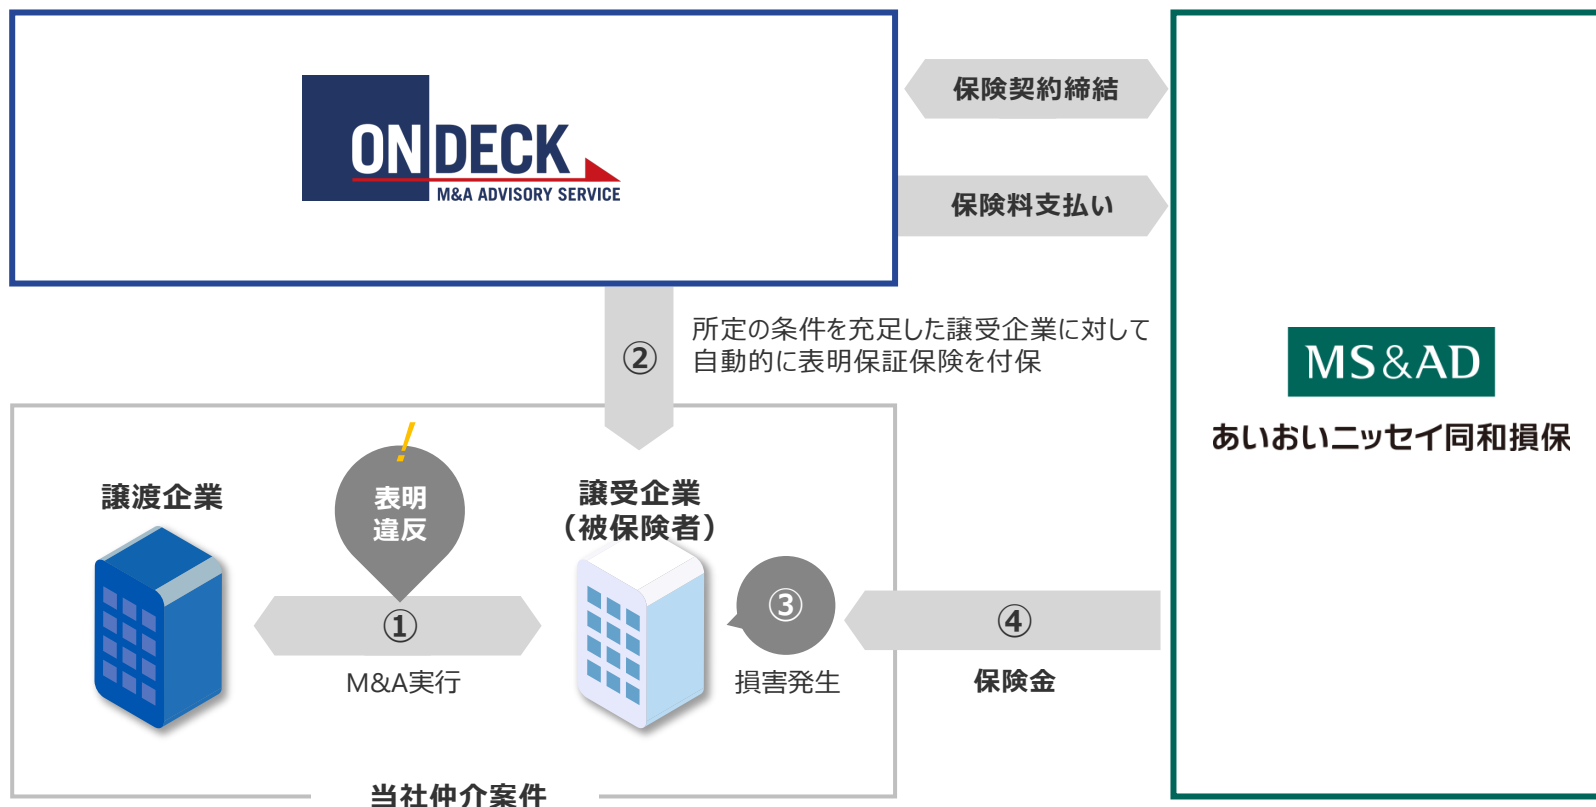 ON DECK
M&A ADVISORY SERVICE
保険契約締結
保険料支払い
②
所定の条件を充足した譲受企業に対して
自動的に表明保証保険を付保
MS&AD
あいおいニッセイ同和損保
!
表明
違反
譲渡企業
譲受企業
（被保険者）
①
M&A実行
③
損害発生
④
保険金
当社仲介案件